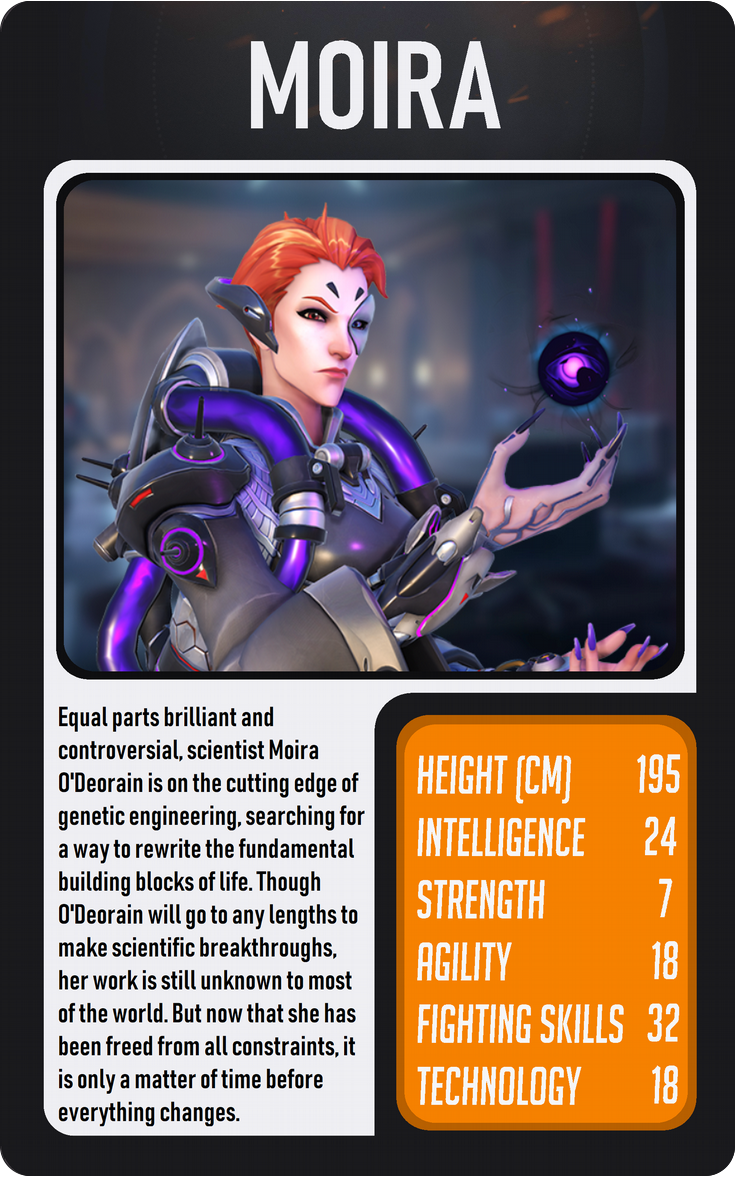 MOIRA
Equal parts brilliant and
controversial, scientist Moira
O'Deorain is on the cutting edge of
genetic engineering, searching for
a way to rewrite the fundamental
building blocks of life. Though
O'Deorain will go to any lengths to
make scientific breakthroughs,
her work is still unknown to most
of the world. But now that she has
been freed from all constraints, it
is only a matter of time before
everything changes.
HEIGHT (CM) 195
INTELLIGENCE 24
STRENGTH 7
AGILITY 18
FIGHTING SKILLS 32
TECHNOLOGY 18